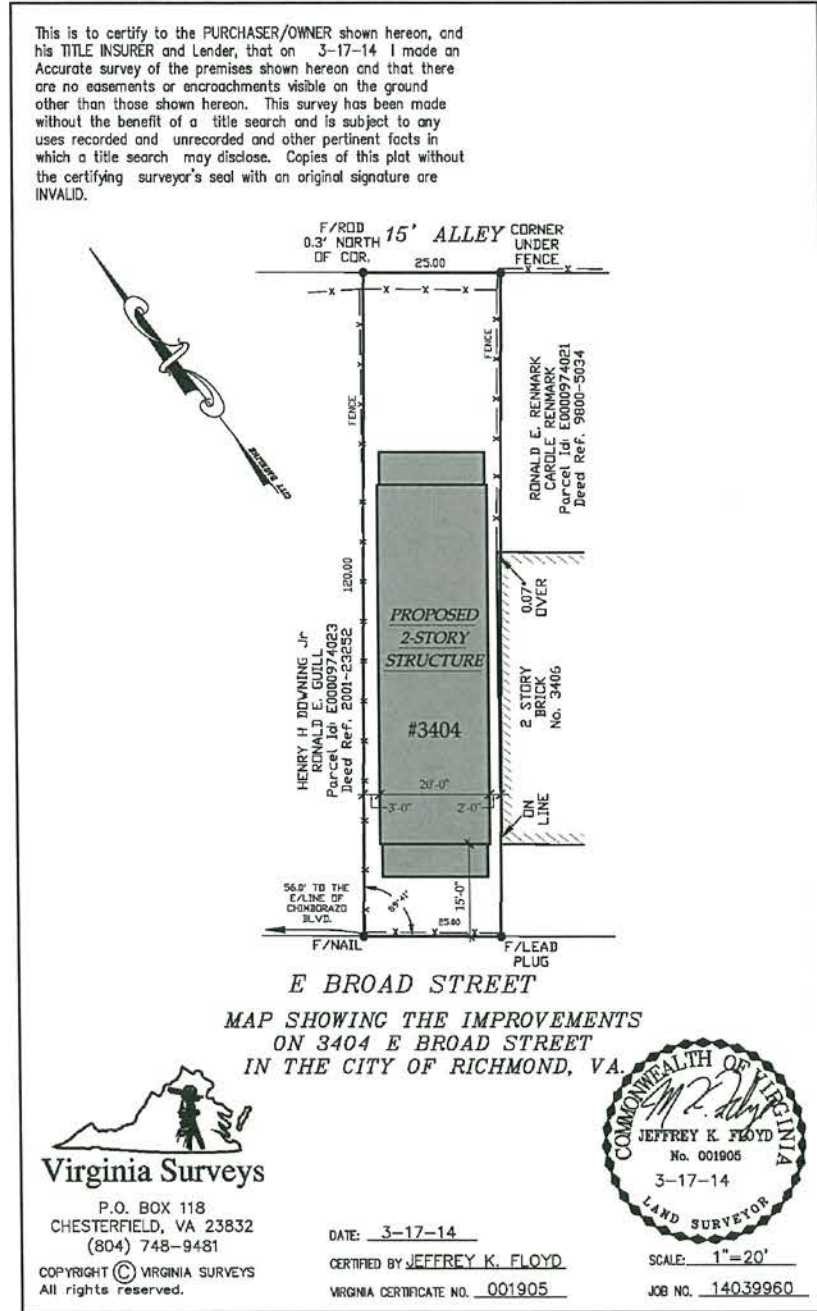 This is to certify to the PURCHASER/OWNER shown hereon, and
his TITLE INSURER and Lender, that on 3-17-14 I made an
Accurate survey of the premises shown hereon and that there
are no easements or encroachments visible on the ground
other than those shown hereon. This survey has been made
without the benefit of a title search and is subject to any
uses recorded and unrecorded and other pertinent facts in
which a title search may disclose. Copies of this plat without
the certifying surveyor's seal with an original signature are
INVALID.
F/ROD
0.3' NORTH
OF COR.
15' ALLEY
CORNER
UNDER
FENCE
25.00
FENCE
FENCE
CITY BASELINE
RONALD E. RENMARK
CAROLE RENMARK
Parcel Id: E0000974021
Deed Ref. 9800-5034
120.00
HENRY H DOWNING Jr
RONALD E. GUILL
Parcel Id: E0000974023
Deed Ref. 2001-23252
PROPOSED
2-STORY
STRUCTURE
#3404
0.07'
OVER
2 STORY
BRICK
No. 3406
ON
LINE
20'-0"
3'-0"
2'-0"
15'-0"
56.0' TO THE
E/LINE OF
CHIMBORAZO
BLVD.
89°41'
25.00
F/NAIL
F/LEAD
PLUG
E BROAD STREET
MAP SHOWING THE IMPROVEMENTS
ON 3404 E BROAD STREET
IN THE CITY OF RICHMOND, VA.
COMMONWEALTH OF VIRGINIA
JEFFREY K. FLOYD
No. 001905
3-17-14
LAND SURVEYOR
Virginia Surveys
P.O. BOX 118
CHESTERFIELD, VA 23832
(804) 748-9481
COPYRIGHT Ⓒ VIRGINIA SURVEYS
All rights reserved.
DATE: 3-17-14
CERTIFIED BY JEFFREY K. FLOYD
VIRGINIA CERTIFICATE NO. 001905
SCALE: 1"=20'
JOB NO. 14039960